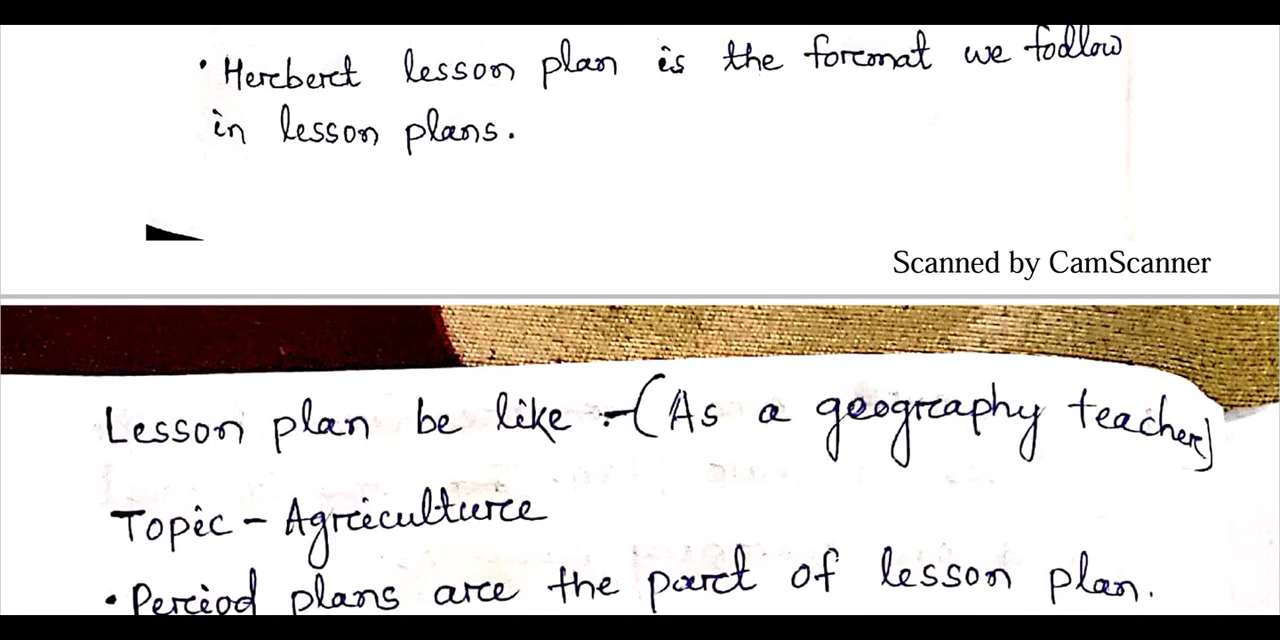 • Herbert lesson plan is the format we follow
in lesson plans.
Scanned by CamScanner
Lesson plan be like :- (As a geography teacher)
Topic - Agriculture
• Period plans are the part of lesson plan.